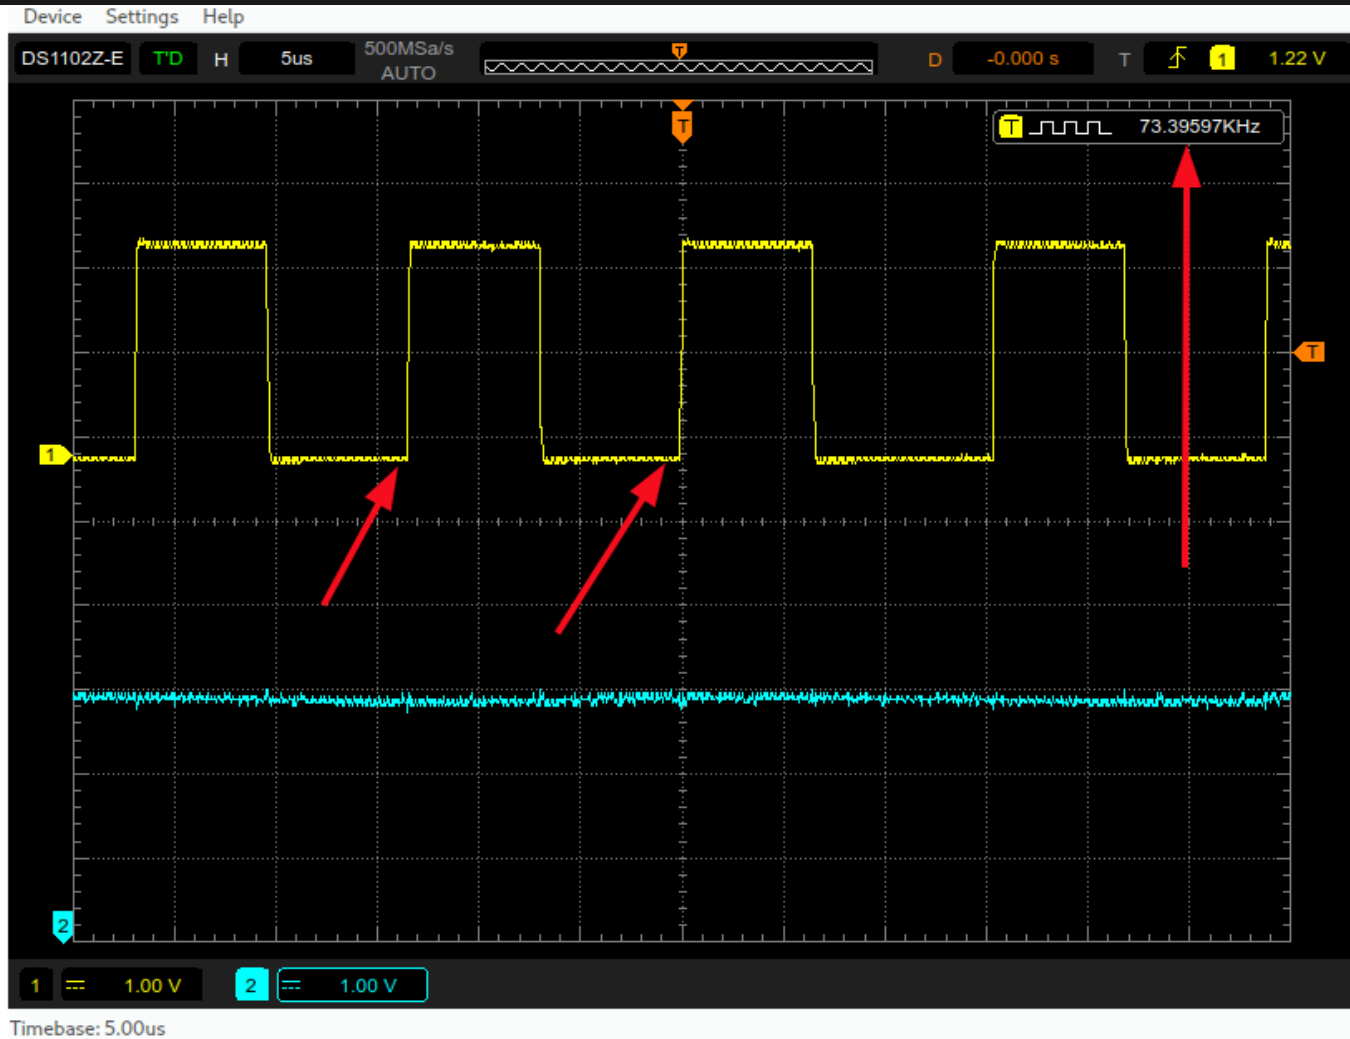 Device Settings Help
DS1102Z-E T'D H 5us 500MSa/s AUTO T D -0.000 s T 1 1.22 V
T
T 73.39597KHz
T
1
2
1 1.00 V 2 1.00 V
Timebase: 5.00us